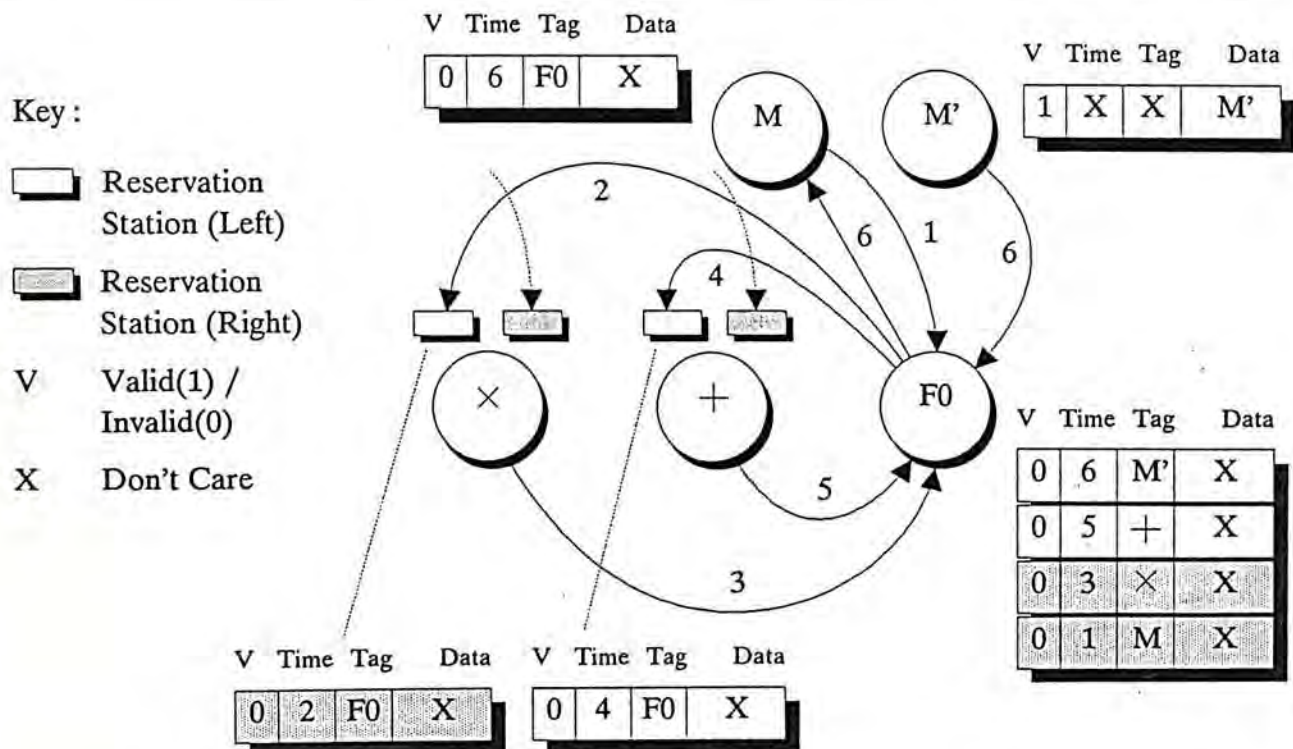 V Time Tag Data
0 6 F0 X
V Time Tag Data
1 X X M'
Key :
Reservation
Station (Left)
Reservation
Station (Right)
V Valid(1) /
Invalid(0)
X Don't Care
M
M'
2
6
1
6
4
×
+
F0
5
3
V Time Tag Data
0 6 M' X
0 5 + X
0 3 × X
0 1 M X
V Time Tag Data
0 2 F0 X
V Time Tag Data
0 4 F0 X